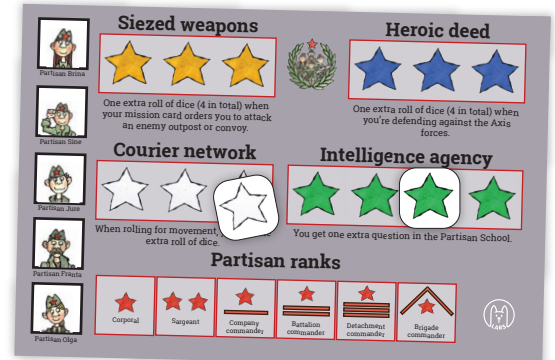 Siezed weapons
Heroic deed
Partisan Brina
One extra roll of dice (4 in total) when
your mission card orders you to attack
an enemy outpost or convoy.
One extra roll of dice (4 in total) when
you're defending against the Axis
forces.
Partisan Sine
Courier network
Intelligence agency
Partisan Jure
When rolling for movement,
extra roll of dice.
You get one extra question in the Partisan School.
Partisan Franta
Partisan ranks
Corporal
Sargeant
Company
commander
Battalion
commander
Detachment
commander
Brigade
commander
Partisan Olga
LABS